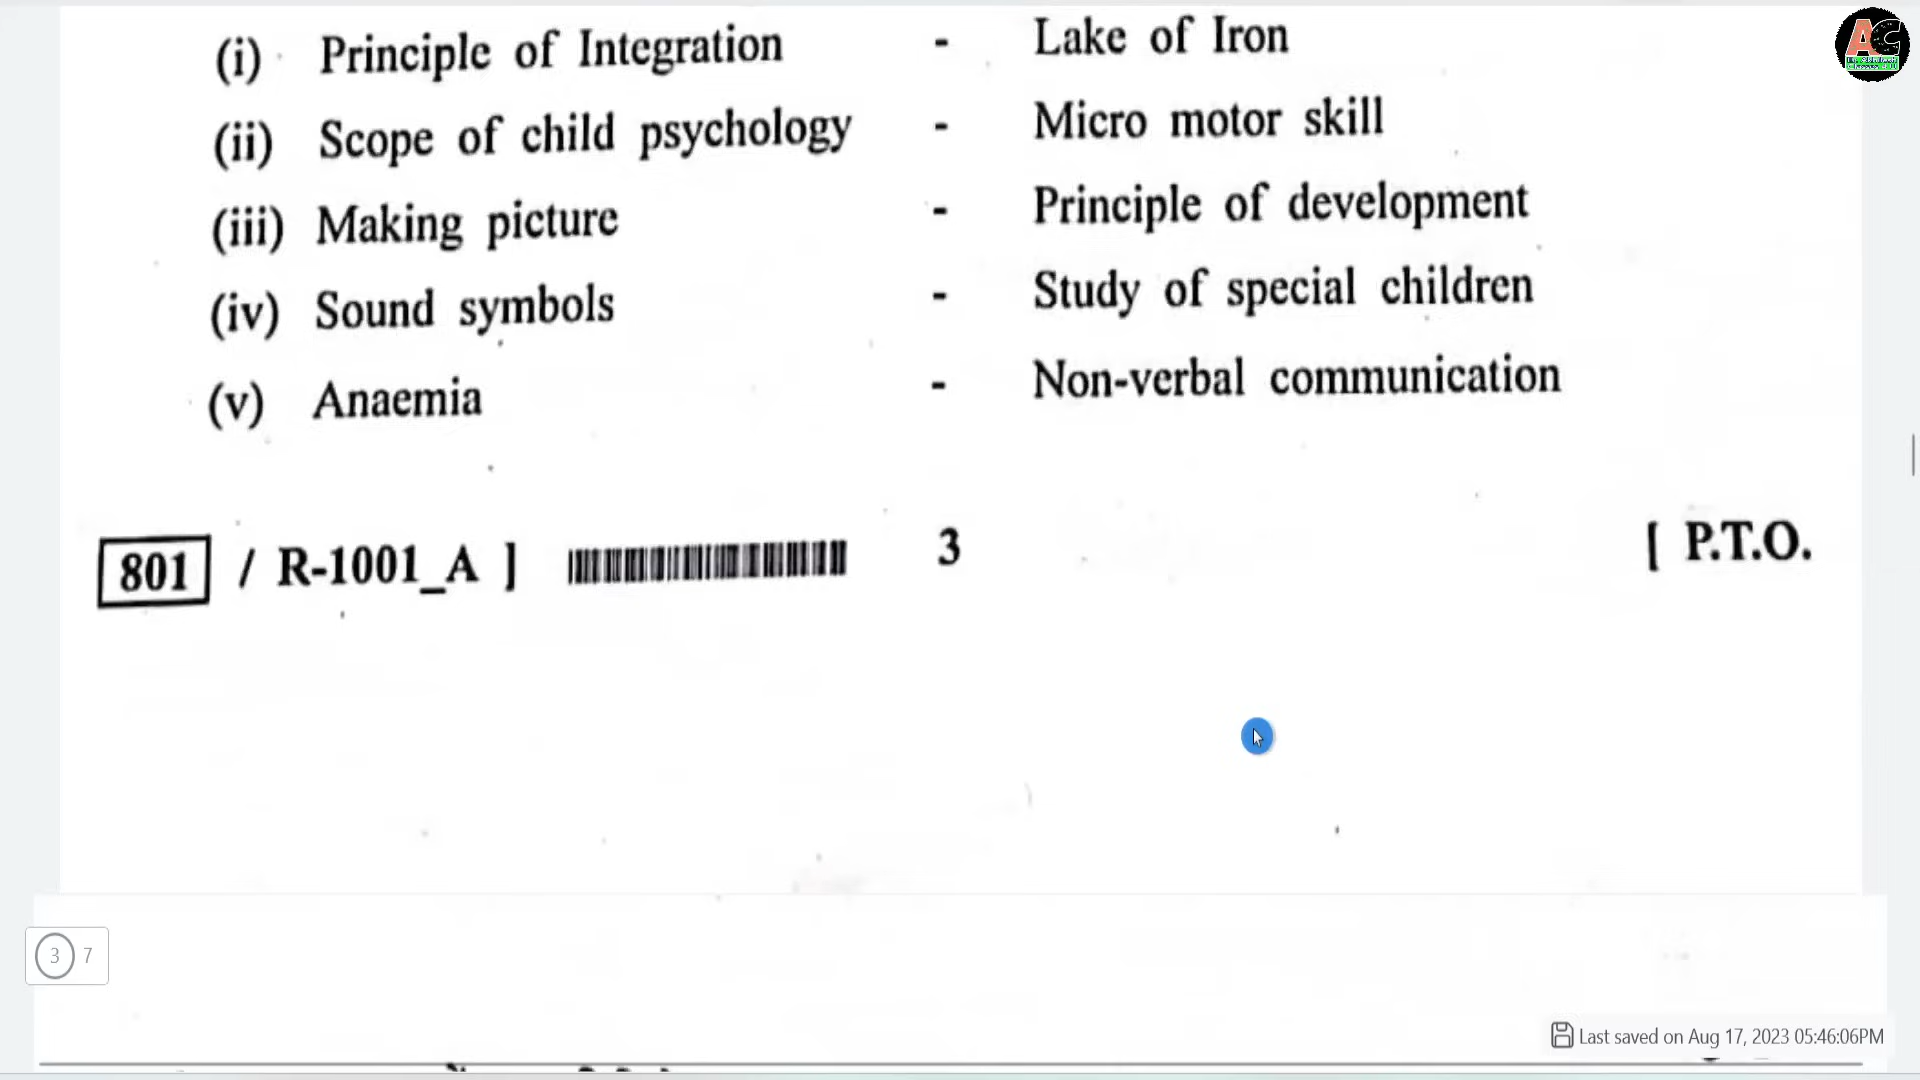 (i) Principle of Integration - Lake of Iron
(ii) Scope of child psychology - Micro motor skill
(iii) Making picture - Principle of development
(iv) Sound symbols - Study of special children
(v) Anaemia - Non-verbal communication
801 / R-1001_A ] 3 [ P.T.O.
3 7
Last saved on Aug 17, 2023 05:46:06PM
AC